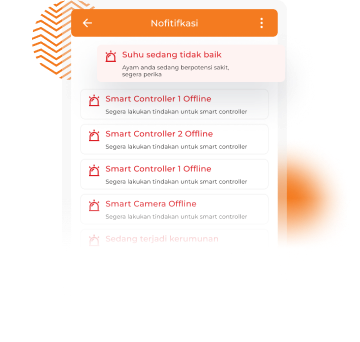 Nofitifkasi
Suhu sedang tidak baik
Ayam anda sedang berpotensi sakit,
segera perika
Smart Controller 1 Offline
Segera lakukan tindakan untuk smart controller
Smart Controller 2 Offline
Segera lakukan tindakan untuk smart controller
Smart Controller 1 Offline
Segera lakukan tindakan untuk smart controller
Smart Camera Offline
Segera lakukan tindakan untuk smart controller
Sedang terjadi kerumunan